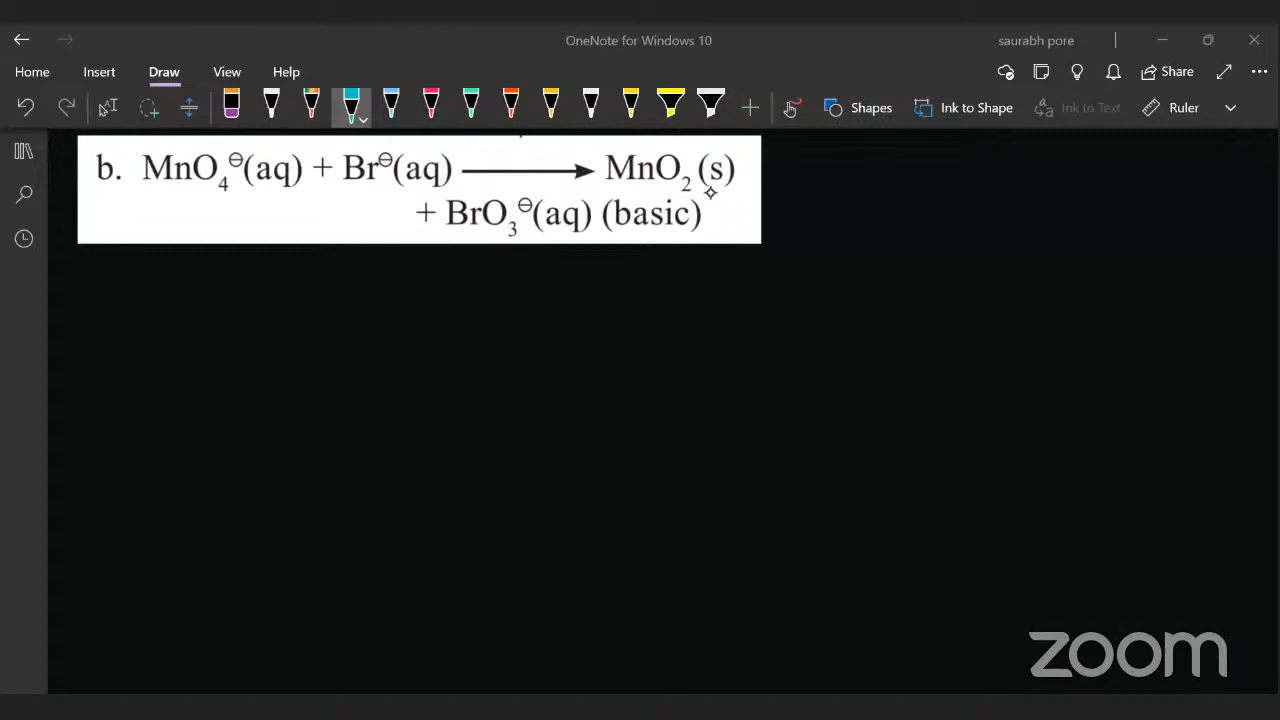 OneNote for Windows 10
saurabh pore
Home Insert Draw View Help
Share
Shapes Ink to Shape Ink to Text Ruler
b. MnO₄⊖(aq) + Br⊖(aq) ⟶ MnO₂ (s)
+ BrO₃⊖(aq) (basic)
zoom